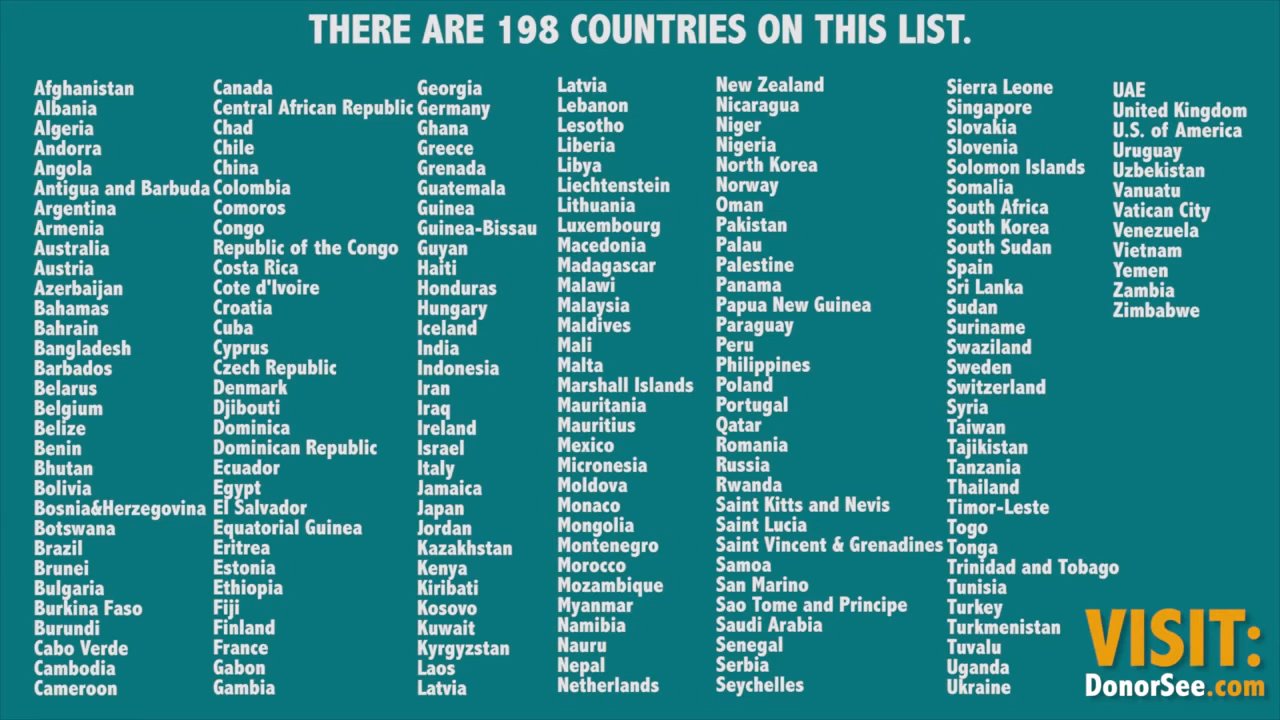 THERE ARE 198 COUNTRIES ON THIS LIST.
Afghanistan
Albania
Algeria
Andorra
Angola
Antigua and Barbuda
Argentina
Armenia
Australia
Austria
Azerbaijan
Bahamas
Bahrain
Bangladesh
Barbados
Belarus
Belgium
Belize
Benin
Bhutan
Bolivia
Bosnia&Herzegovina
Botswana
Brazil
Brunei
Bulgaria
Burkina Faso
Burundi
Cabo Verde
Cambodia
Cameroon
Canada
Central African Republic
Chad
Chile
China
Colombia
Comoros
Congo
Republic of the Congo
Costa Rica
Cote d'Ivoire
Croatia
Cuba
Cyprus
Czech Republic
Denmark
Djibouti
Dominica
Dominican Republic
Ecuador
Egypt
El Salvador
Equatorial Guinea
Eritrea
Estonia
Ethiopia
Fiji
Finland
France
Gabon
Gambia
Georgia
Germany
Ghana
Greece
Grenada
Guatemala
Guinea
Guinea-Bissau
Guyan
Haiti
Honduras
Hungary
Iceland
India
Indonesia
Iran
Iraq
Ireland
Israel
Italy
Jamaica
Japan
Jordan
Kazakhstan
Kenya
Kiribati
Kosovo
Kuwait
Kyrgyzstan
Laos
Latvia
Latvia
Lebanon
Lesotho
Liberia
Libya
Liechtenstein
Lithuania
Luxembourg
Macedonia
Madagascar
Malawi
Malaysia
Maldives
Mali
Malta
Marshall Islands
Mauritania
Mauritius
Mexico
Micronesia
Moldova
Monaco
Mongolia
Montenegro
Morocco
Mozambique
Myanmar
Namibia
Nauru
Nepal
Netherlands
New Zealand
Nicaragua
Niger
Nigeria
North Korea
Norway
Oman
Pakistan
Palau
Palestine
Panama
Papua New Guinea
Paraguay
Peru
Philippines
Poland
Portugal
Qatar
Romania
Russia
Rwanda
Saint Kitts and Nevis
Saint Lucia
Saint Vincent & Grenadines
Samoa
San Marino
Sao Tome and Principe
Saudi Arabia
Senegal
Serbia
Seychelles
Sierra Leone
Singapore
Slovakia
Slovenia
Solomon Islands
Somalia
South Africa
South Korea
South Sudan
Spain
Sri Lanka
Sudan
Suriname
Swaziland
Sweden
Switzerland
Syria
Taiwan
Tajikistan
Tanzania
Thailand
Timor-Leste
Togo
Tonga
Trinidad and Tobago
Tunisia
Turkey
Turkmenistan
Tuvalu
Uganda
Ukraine
UAE
United Kingdom
U.S. of America
Uruguay
Uzbekistan
Vanuatu
Vatican City
Venezuela
Vietnam
Yemen
Zambia
Zimbabwe
VISIT:
DonorSee.com